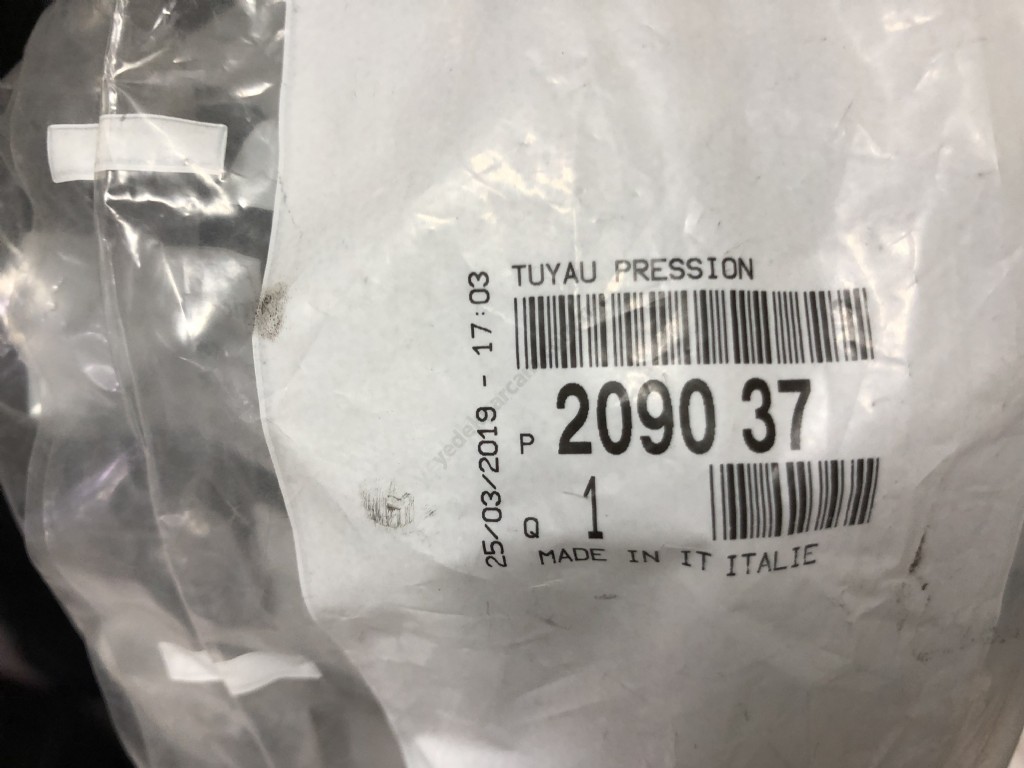 TUYAU PRESSION
25/03/2019 - 17:03
P 2090 37
Q 1
MADE IN IT ITALIE